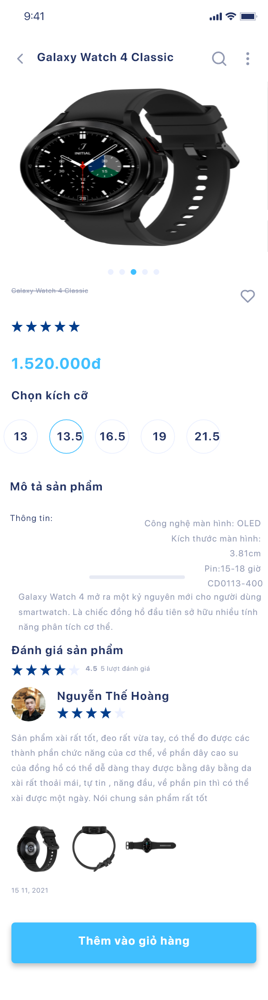 9:41
Galaxy Watch 4 Classic
INITIAL
60
30
30
15
12
6
28
Galaxy Watch 4 Classic
1.520.000đ
Chọn kích cỡ
13
13.5
16.5
19
21.5
Mô tả sản phẩm
Thông tin:
Công nghệ màn hình: OLED
Kích thước màn hình:
3.81cm
Pin:15-18 giờ
CD0113-400
Galaxy Watch 4 mở ra một kỷ nguyên mới cho người dùng
smartwatch. Là chiếc đồng hồ đầu tiên sở hữu nhiều tính
năng phân tích cơ thể.
Đánh giá sản phẩm
4.5 5 lượt đánh giá
Nguyễn Thế Hoàng
Sản phẩm xài rất tốt, đeo rất vừa tay, có thể đo được các
thành phần chức năng của cơ thể, về phần dây cao su
của đồng hồ có thể dễ dàng thay được bằng dây bằng da
xài rất thoải mái, tự tin , năng đầu, về phần pin thì có thể
xài được một ngày. Nói chung sản phẩm rất tốt
15 11, 2021
Thêm vào giỏ hàng